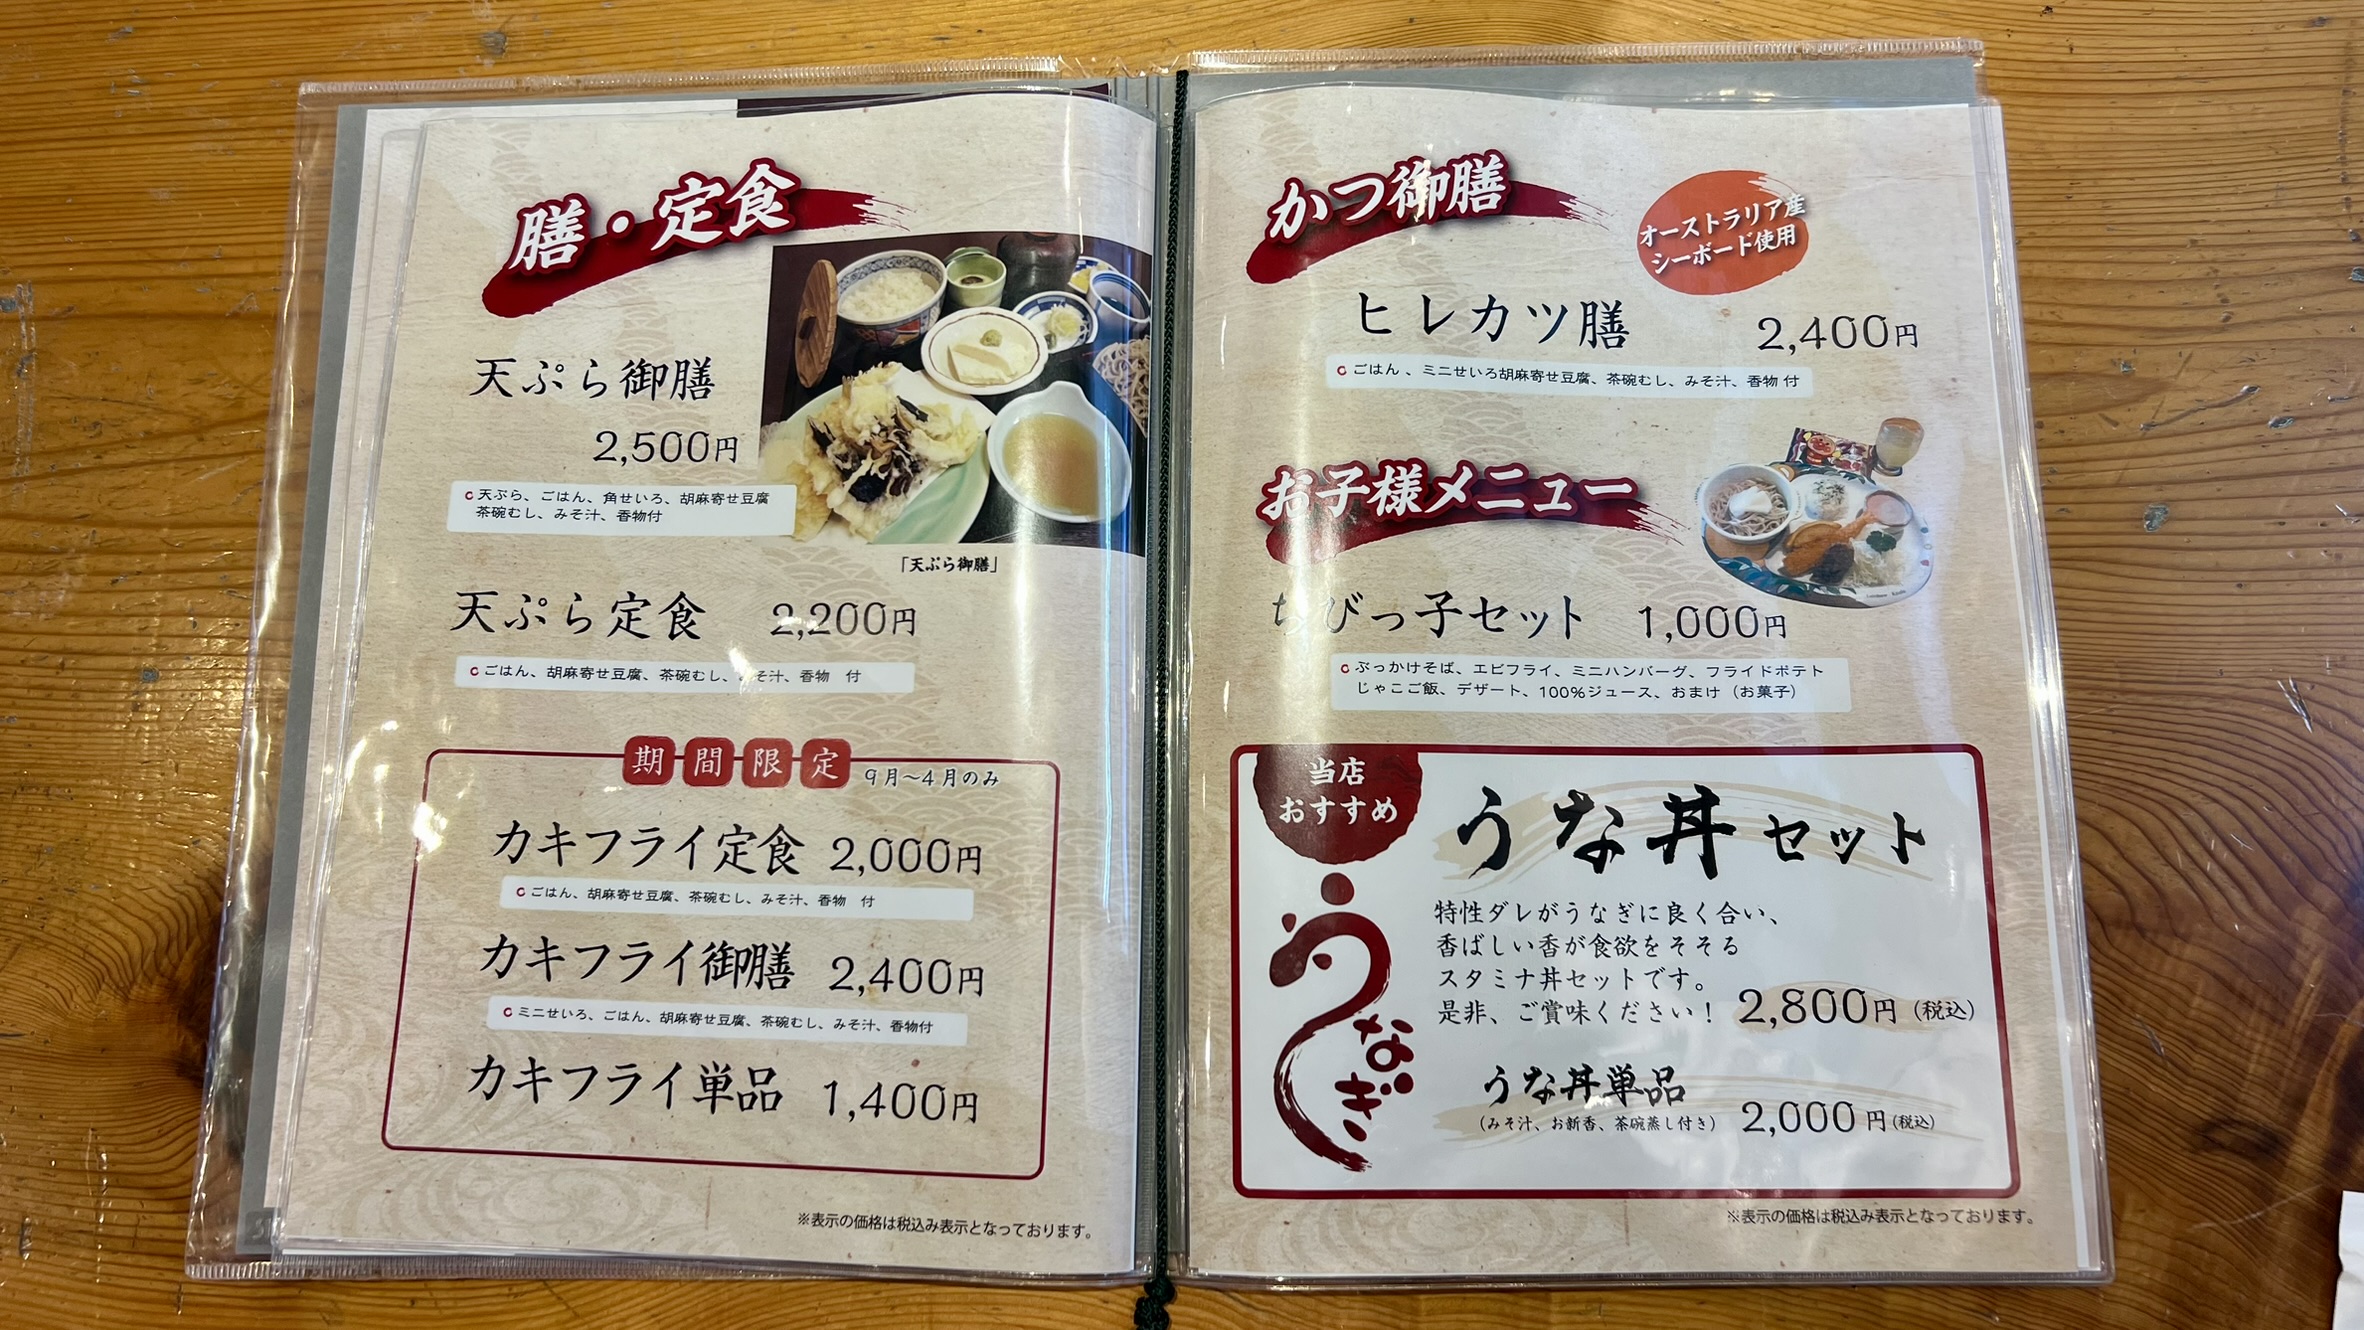 膳・定食
天ぷら御膳
2,500円
天ぷら、ごはん、角せいろ、胡麻寄せ豆腐
茶碗むし、みそ汁、香物付
「天ぷら御膳」
天ぷら定食 2,200円
ごはん、胡麻寄せ豆腐、茶碗むし、みそ汁、香物 付
期間限定 9月～4月のみ
カキフライ定食 2,000円
ごはん、胡麻寄せ豆腐、茶碗むし、みそ汁、香物 付
カキフライ御膳 2,400円
ミニせいろ、ごはん、胡麻寄せ豆腐、茶碗むし、みそ汁、香物付
カキフライ単品 1,400円
※表示の価格は税込み表示となっております。
かつ御膳
オーストラリア産
シーボード使用
ヒレカツ膳 2,400円
ごはん 、ミニせいろ胡麻寄せ豆腐、茶碗むし、みそ汁、香物 付
お子様メニュー
ちびっ子セット 1,000円
ぶっかけそば、エビフライ、ミニハンバーグ、フライドポテト
じゃこご飯、デザート、100%ジュース、おまけ（お菓子）
当店
おすすめ
うなぎ
うな丼セット
特性ダレがうなぎに良く合い、
香ばしい香が食欲をそそる
スタミナ丼セットです。
是非、ご賞味ください！ 2,800円（税込）
うな丼単品
（みそ汁、お新香、茶碗蒸し付き） 2,000円（税込）
※表示の価格は税込み表示となっております。